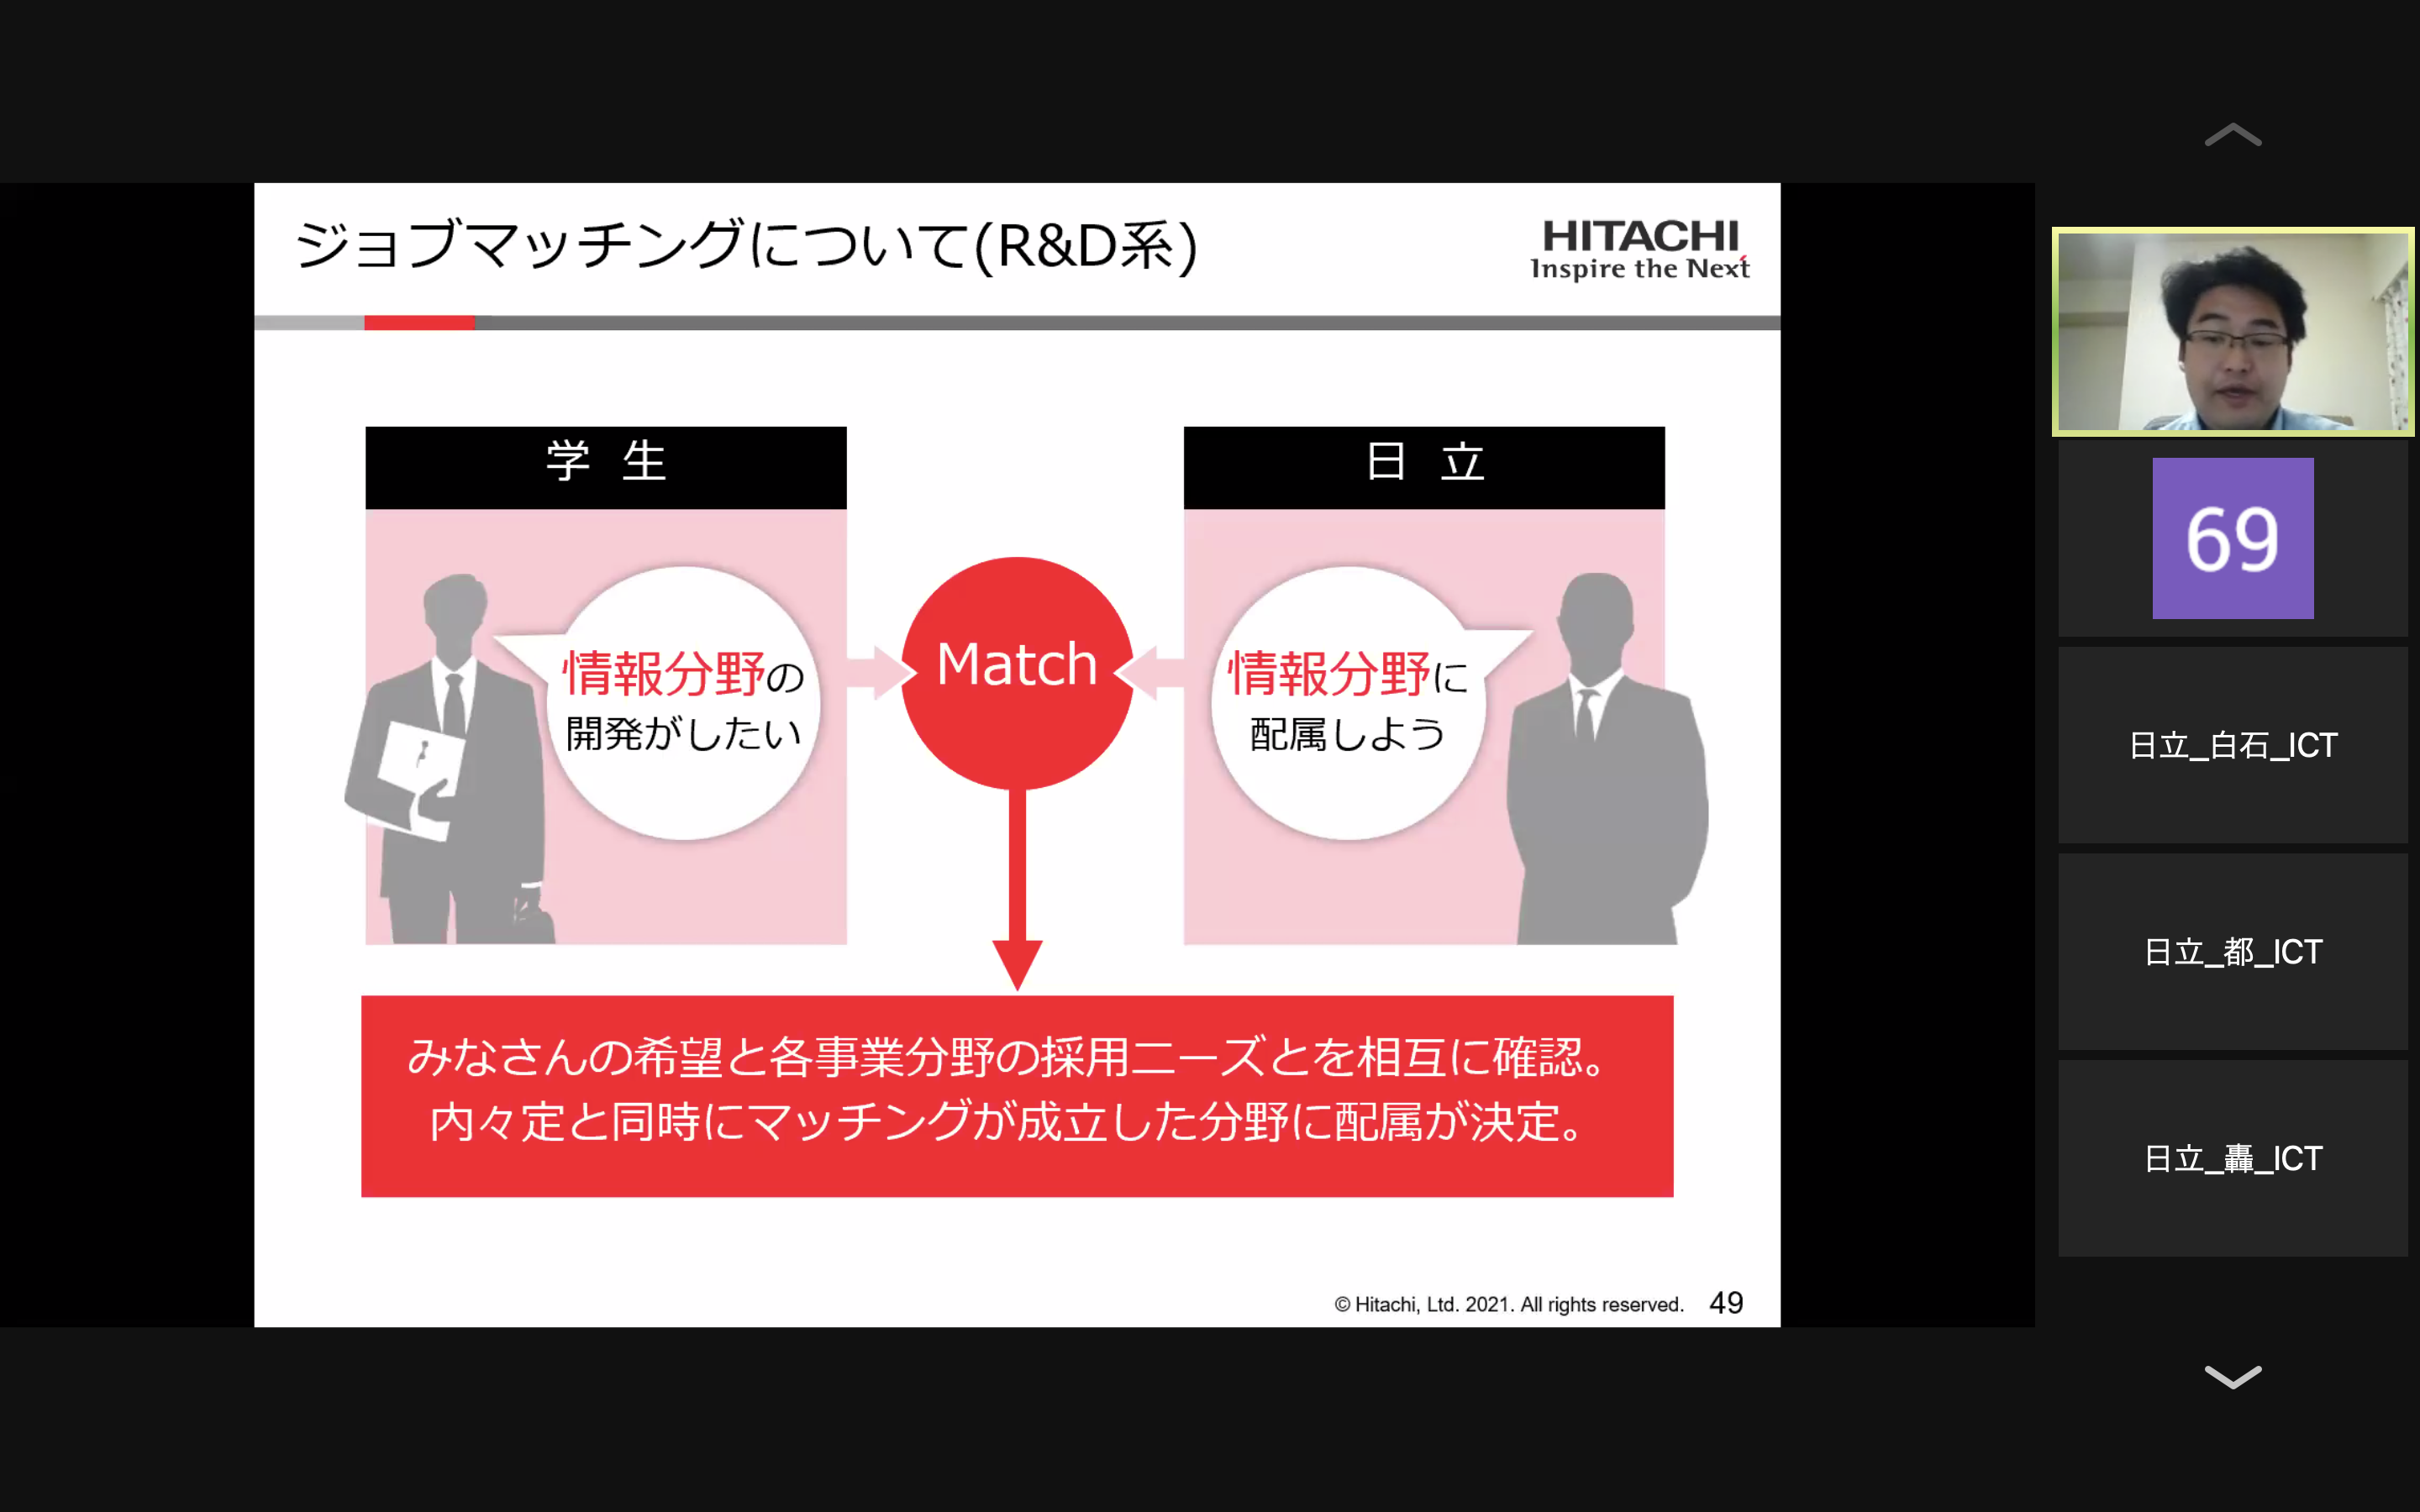 ジョブマッチングについて(R&D系)
HITACHI
Inspire the Next
学 生
日 立
情報分野の
開発がしたい
Match
情報分野に
配属しよう
みなさんの希望と各事業分野の採用ニーズとを相互に確認。
内々定と同時にマッチングが成立した分野に配属が決定。
© Hitachi, Ltd. 2021. All rights reserved.
49
69
日立_白石_ICT
日立_都_ICT
日立_轟_ICT